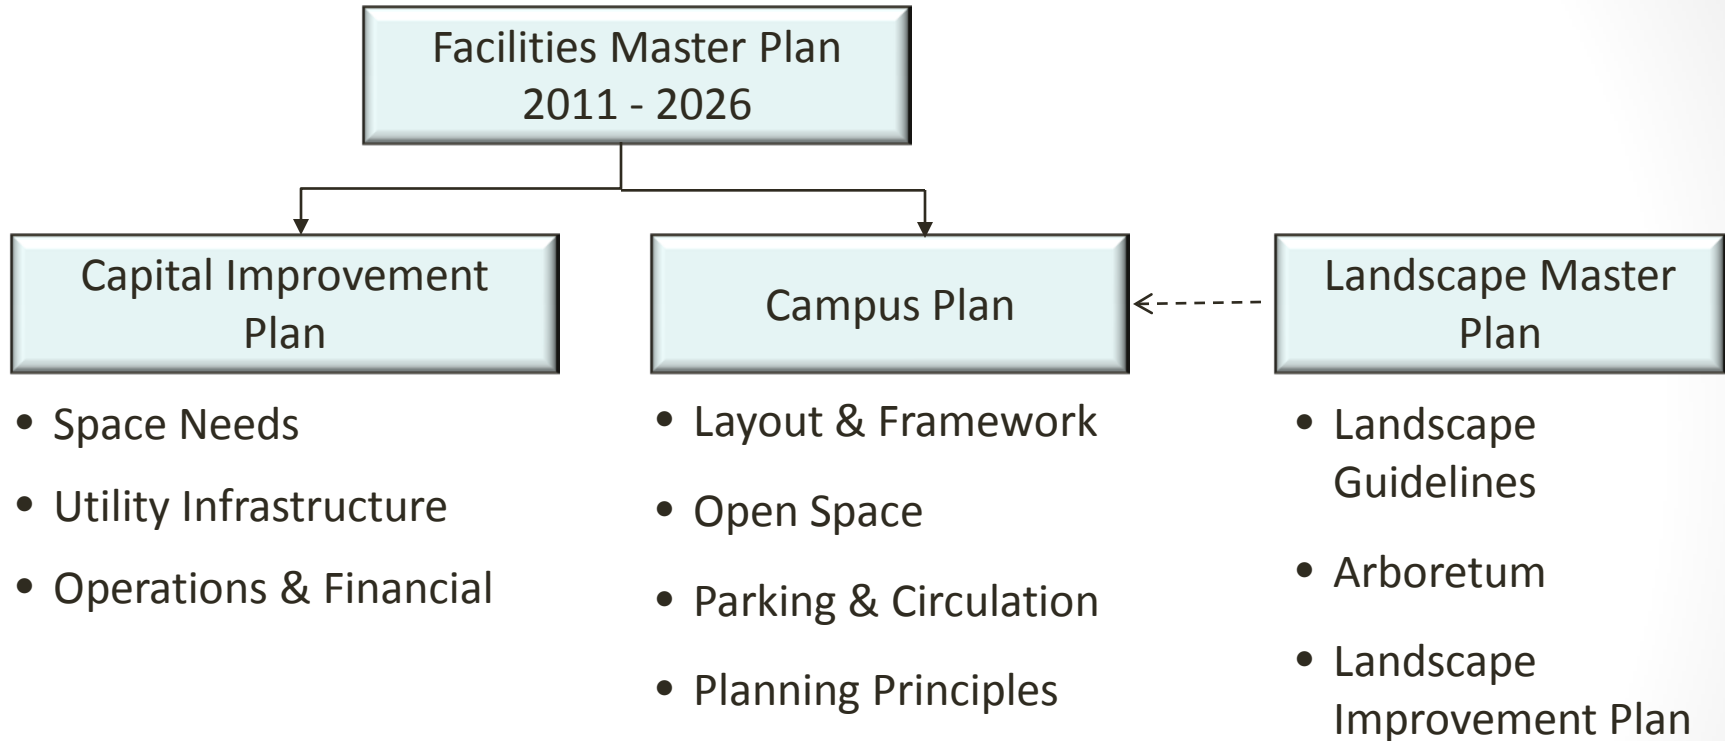 Facilities Master Plan
2011 - 2026
Capital Improvement
Plan
• Space Needs
• Utility Infrastructure
• Operations & Financial
Campus Plan
• Layout & Framework
• Open Space
• Parking & Circulation
• Planning Principles
Landscape Master
Plan
• Landscape
Guidelines
• Arboretum
• Landscape
Improvement Plan